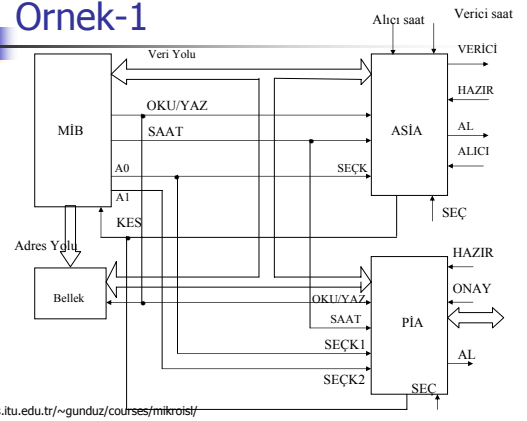 Örnek-1
Alıcı saat
Verici saat
Veri Yolu
VERİCİ
HAZIR
OKU/YAZ
MİB
SAAT
ASİA
AL
ALICI
A0
SEÇK
A1
SEÇ
KES
Adres Yolu
HAZIR
Bellek
ONAY
OKU/YAZ
SAAT
PİA
SEÇK1
AL
SEÇK2
SEÇ
s.itu.edu.tr/~gunduz/courses/mikroisl/